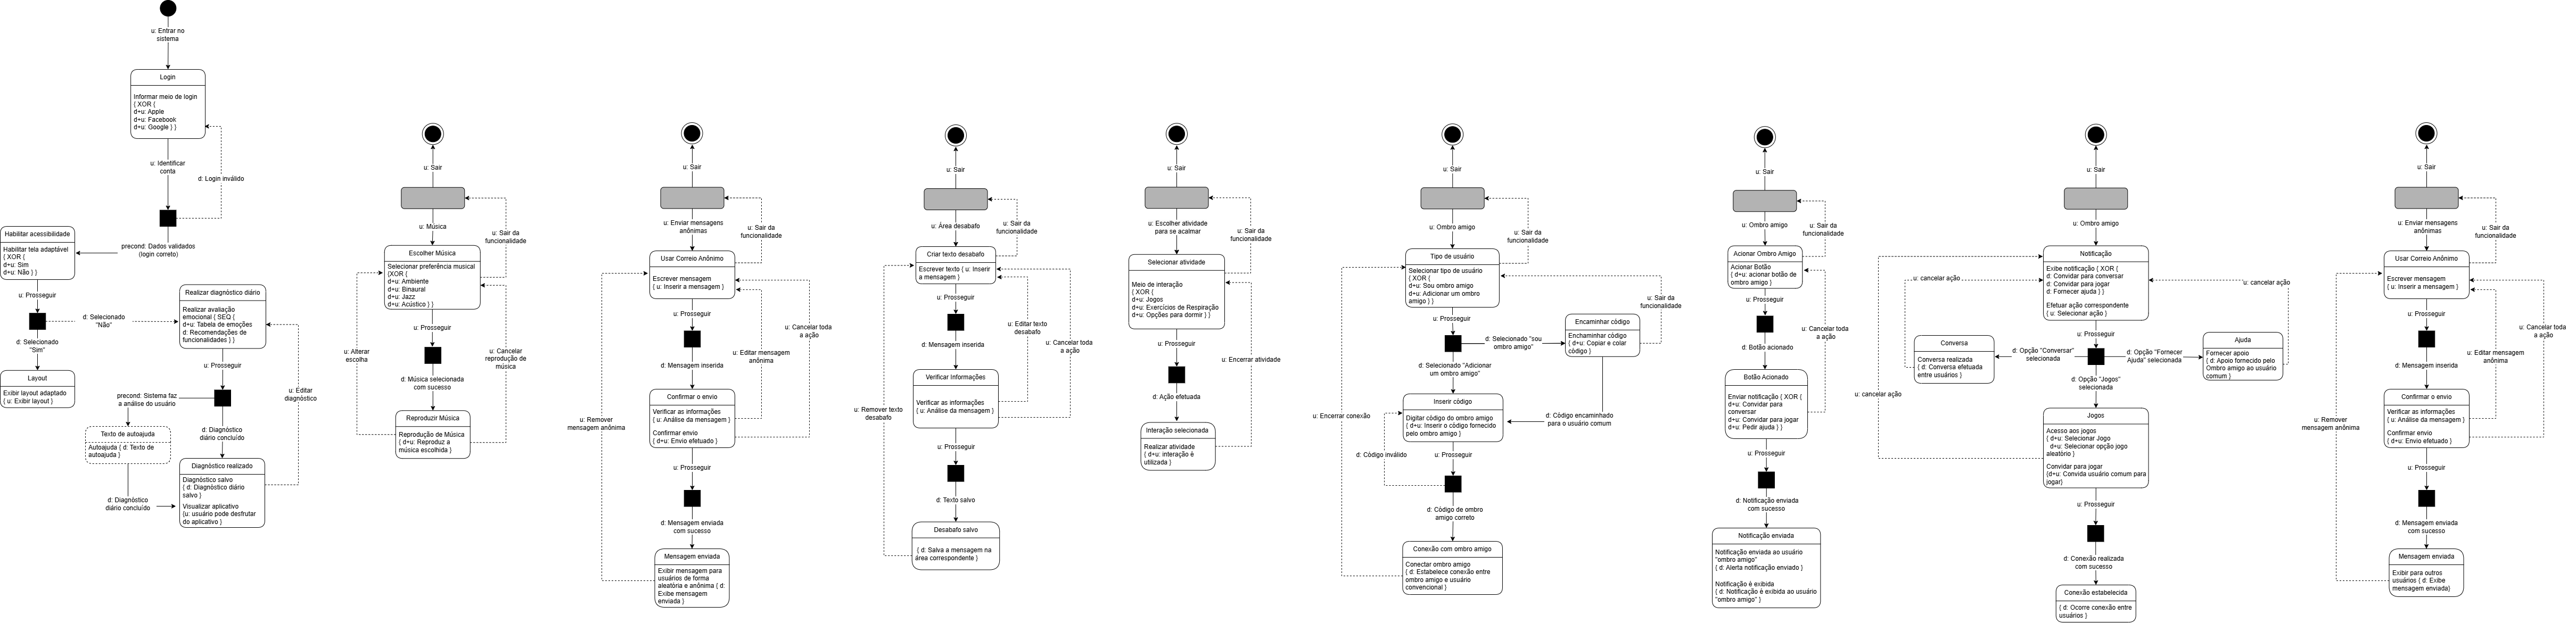 u: Entrar no
sistema
Login
Informar meio de login
{ XOR {
d+u: Apple
d+u: Facebook
d+u: Google } }
u: Identificar
conta
d: Login inválido
precond: Dados validados
(login correto)
Habilitar acessibilidade
Habilitar tela adaptável
{ XOR {
d+u: Sim
d+u: Não } }
u: Prosseguir
d: Selecionado
"Não"
d: Selecionado
"Sim"
Layout
Exibir layout adaptado
{ u: Exibir layout }
Realizar diagnóstico diário
Realizar avaliação
emocional { SEQ {
d+u: Tabela de emoções
d: Recomendações de
funcionalidades } }
u: Prosseguir
u: Editar
diagnóstico
precond: Sistema faz
a análise do usuário
d: Diagnóstico
diário concluído
Texto de autoajuda
Autoajuda { d: Texto de
autoajuda }
d: Diagnóstico
diário concluído
Diagnóstico realizado
Diagnóstico salvo
{ d: Diagnóstico diário
salvo }
Visualizar aplicativo
{u: usuário pode desfrutar
do aplicativo }
u: Sair
u: Música
u: Sair da
funcionalidade
Escolher Música
Selecionar preferência musical
{XOR {
d+u: Ambiente
d+u: Binaural
d+u: Jazz
d+u: Acústico } }
u: Prosseguir
u: Alterar
escolha
u: Cancelar
reprodução de
música
d: Música selecionada
com sucesso
Reproduzir Música
Reprodução de Música
{ d+u: Reproduz a
música escolhida }
u: Sair
u: Enviar mensagens
anônimas
u: Sair da
funcionalidade
Usar Correio Anônimo
Escrever mensagem
{ u: Inserir a mensagem }
u: Prosseguir
u: Cancelar toda
a ação
u: Editar mensagem
anônima
d: Mensagem inserida
Confirmar o envio
Verificar as informações
{ u: Análise da mensagem }
Confirmar envio
{ d+u: Envio efetuado }
u: Remover
mensagem anônima
u: Prosseguir
d: Mensagem enviada
com sucesso
Mensagem enviada
Exibir mensagem para
usuários de forma
aleatória e anônima { d:
Exibe mensagem
enviada }
u: Sair
u: Área desabafo
u: Sair da
funcionalidade
Criar texto desabafo
Escrever texto { u: Inserir
a mensagem }
u: Prosseguir
u: Editar texto
desabafo
u: Cancelar toda
a ação
d: Mensagem inserida
Verificar Informações
Verificar as informações
{ u: Análise da mensagem }
u: Remover texto
desabafo
u: Prosseguir
d: Texto salvo
Desabafo salvo
{ d: Salva a mensagem na
área correspondente }
u: Sair
u: Escolher atividade
para se acalmar
u: Sair da
funcionalidade
Selecionar atividade
Meio de interação
{ XOR {
d+u: Jogos
d+u: Exercícios de Respiração
d+u: Opções para dormir } }
u: Prosseguir
u: Encerrar atividade
d: Ação efetuada
Interação selecionada
Realizar atividade
{ d+u: interação é
utilizada }
u: Sair
u: Ombro amigo
u: Sair da
funcionalidade
Tipo de usuário
Selecionar tipo de usuário
{ XOR {
d+u: Sou ombro amigo
d+u: Adicionar um ombro
amigo } }
u: Prosseguir
d: Selecionado "sou
ombro amigo"
Encaminhar código
Enchaminhar código
{ d+u: Copiar e colar
código }
u: Sair da
funcionalidade
d: Selecionado "Adicionar
um ombro amigo"
Inserir código
Digitar código do ombro amigo
{ d+u: Inserir o código fornecido
pelo ombro amigo }
u: Encerrar conexão
d: Código encaminhado
para o usuário comum
d: Código inválido
u: Prosseguir
d: Código de ombro
amigo correto
Conexão com ombro amigo
Conectar ombro amigo
{ d: Estabelece conexão entre
ombro amigo e usuário
convencional }
u: Sair
u: Ombro amigo
u: Sair da
funcionalidade
Acionar Ombro Amigo
Acionar Botão
{ d+u: acionar botão de
ombro amigo }
u: Prosseguir
u: Cancelar toda
a ação
d: Botão acionado
Botão Acionado
Enviar notificação { XOR {
d+u: Convidar para
conversar
d+u: Convidar para jogar
d+u: Pedir ajuda } }
u: Prosseguir
d: Notificação enviada
com sucesso
Notificação enviada
Notificação enviada ao usuário
"ombro amigo"
{ d: Alerta notificação enviado }
Notificação é exibida
{ d: Notificação é exibida ao usuário
"ombro amigo" }
u: Sair
u: Ombro amigo
Notificação
Exibe notificação { XOR {
d: Convidar para conversar
d: Convidar para jogar
d: Fornecer ajuda } }
Efetuar ação correspondente
{ u: Selecionar ação }
u: cancelar ação
u: cancelar ação
u: Prosseguir
Conversa
Conversa realizada
{ d: Conversa efetuada
entre usuários }
d: Opção "Conversar"
selecionada
d: Opção "Fornecer
Ajuda" selecionada
Ajuda
Fornecer apoio
{ d: Apoio fornecido pelo
Ombro amigo ao usuário
comum }
d: Opção "Jogos"
selecionada
u: cancelar ação
Jogos
Acesso aos jogos
{ d+u: Selecionar Jogo
d+u: Selecionar opção jogo
aleatório }
Convidar para jogar
{d+u: Convida usuário comum para
jogar}
u: Prosseguir
d: Conexão realizada
com sucesso
Conexão estabelecida
{ d: Ocorre conexão entre
usuários }
u: Sair
u: Enviar mensagens
anônimas
u: Sair da
funcionalidade
Usar Correio Anônimo
Escrever mensagem
{ u: Inserir a mensagem }
u: Prosseguir
u: Cancelar toda
a ação
u: Editar mensagem
anônima
d: Mensagem inserida
Confirmar o envio
Verificar as informações
{ u: Análise da mensagem }
Confirmar envio
{ d+u: Envio efetuado }
u: Remover
mensagem anônima
u: Prosseguir
d: Mensagem enviada
com sucesso
Mensagem enviada
Exibir para outros
usuários { d: Exibe
mensagem enviada}